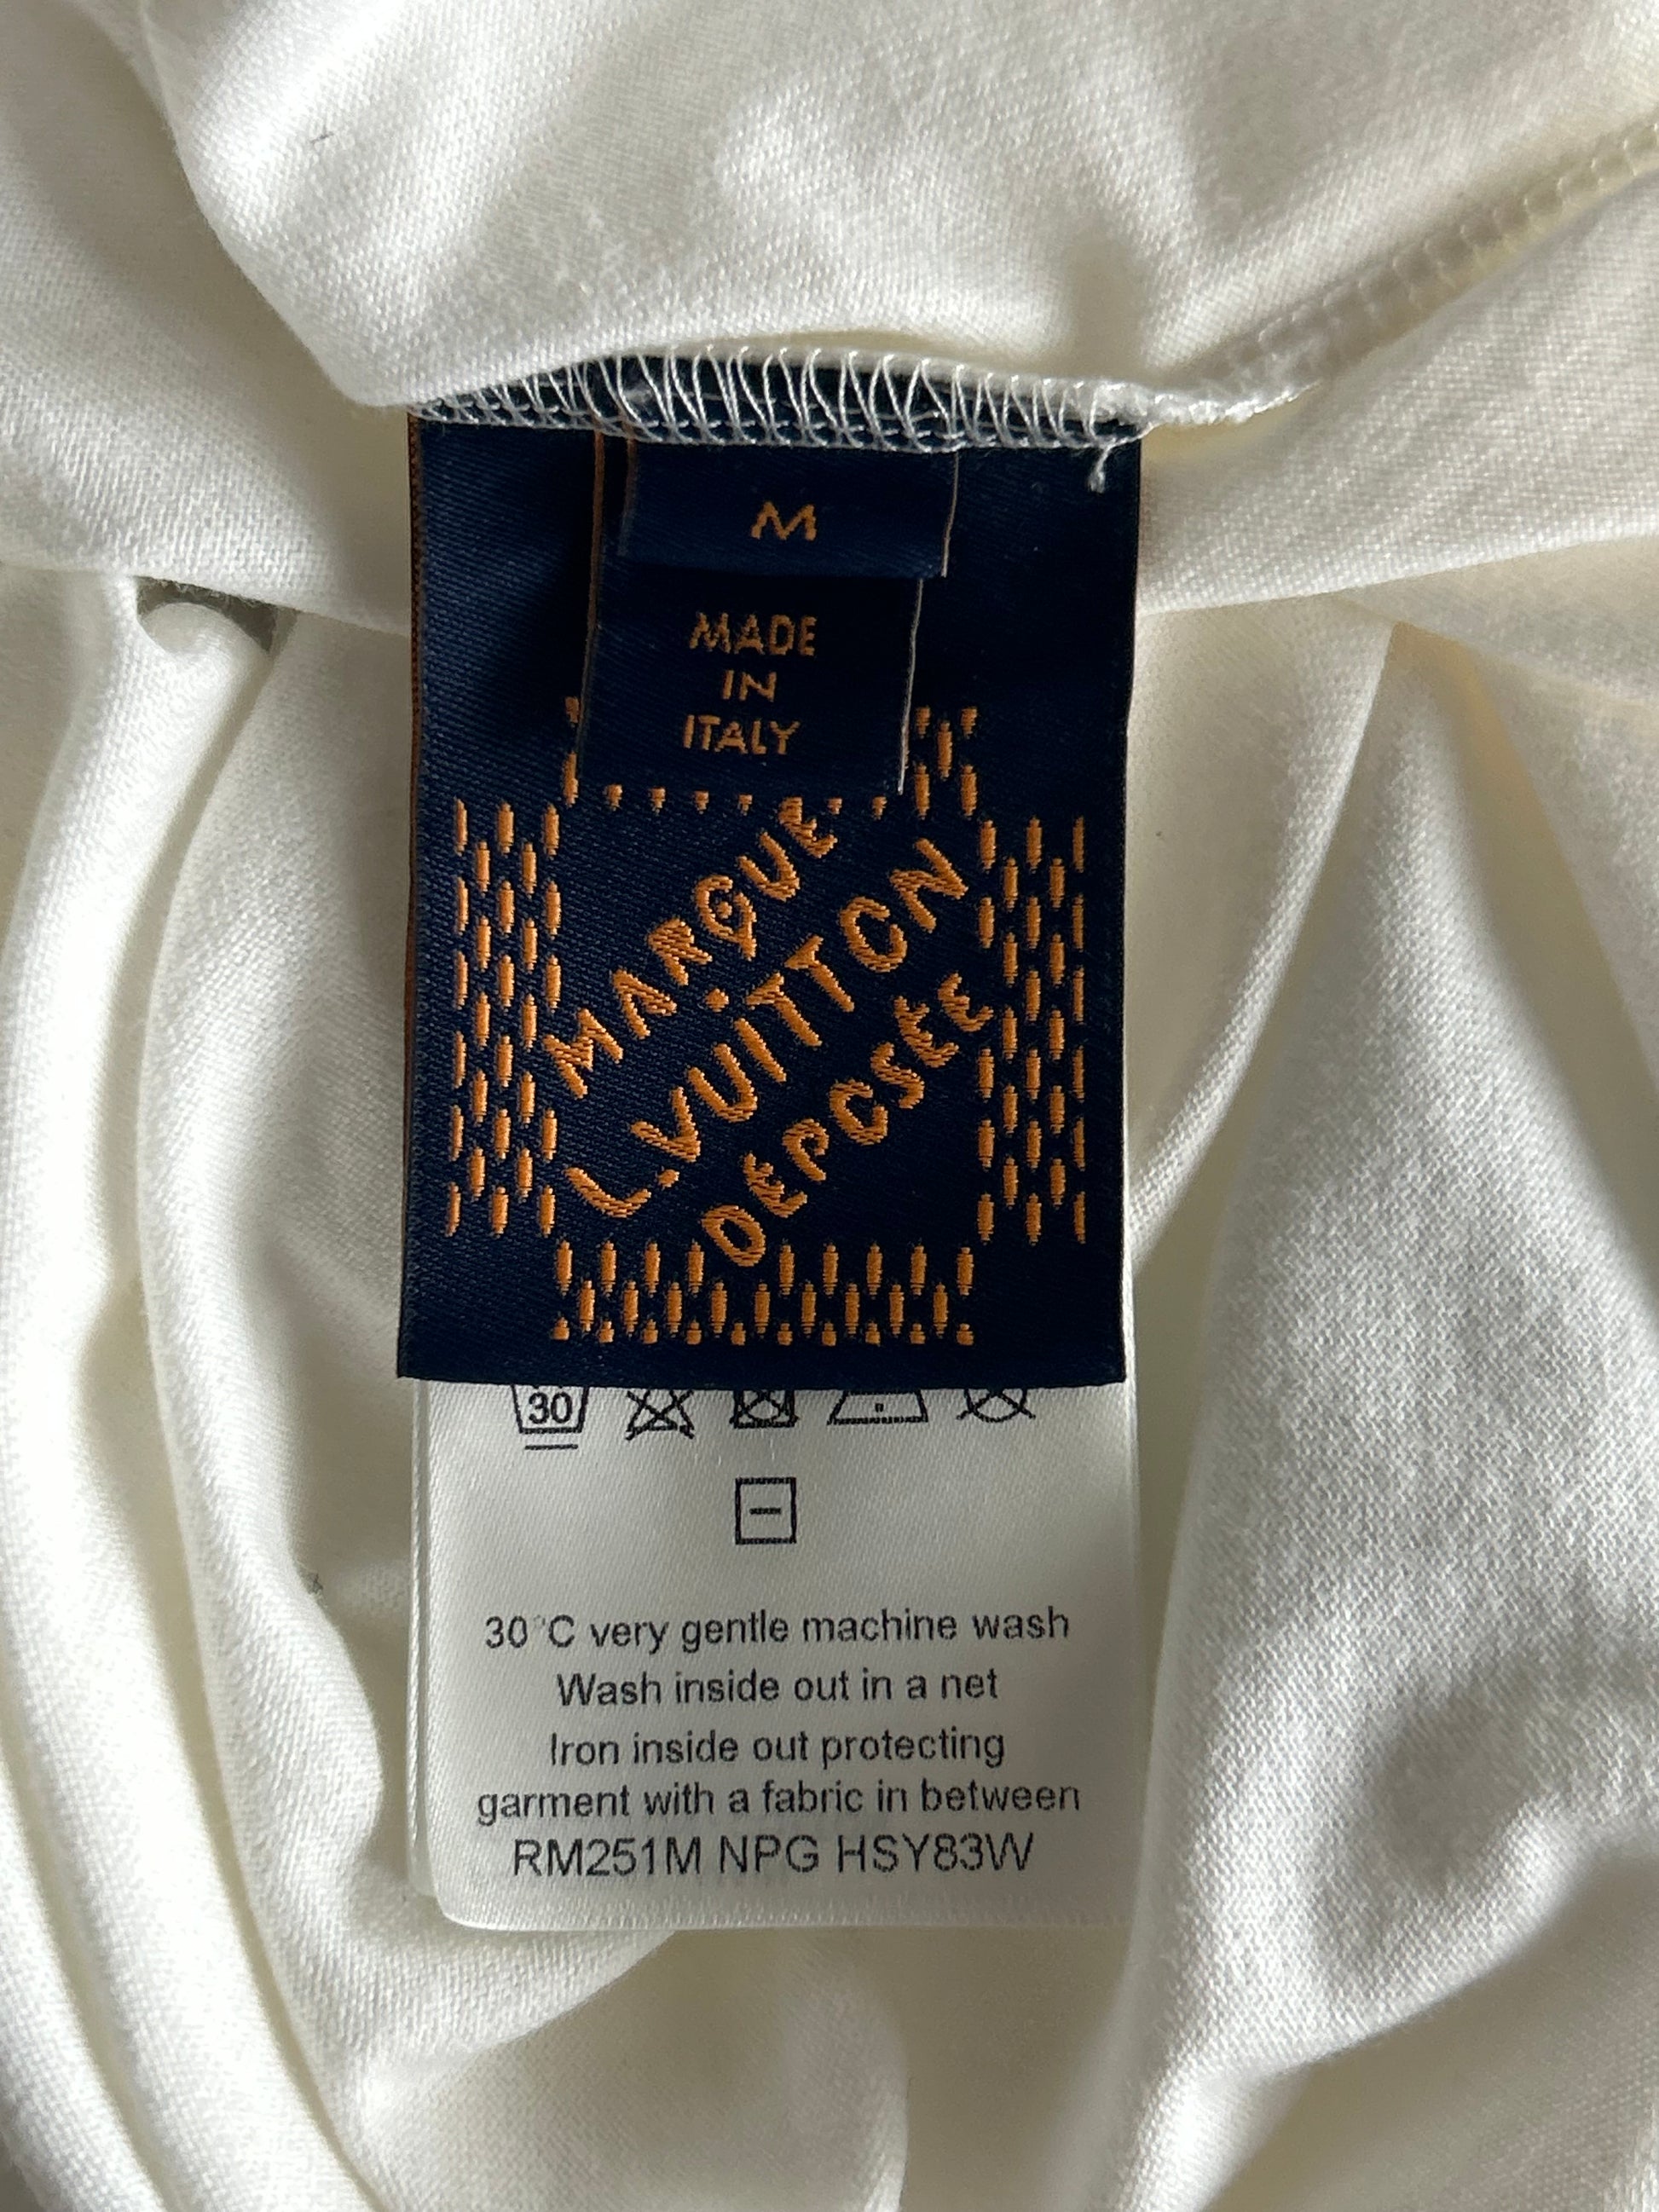 M
MADE
IN
ITALY
MARQUE
L.VUITTON
DÉPOSÉE
30
30°C very gentle machine wash
Wash inside out in a net
Iron inside out protecting
garment with a fabric in between
RM251M NPG HSY83W